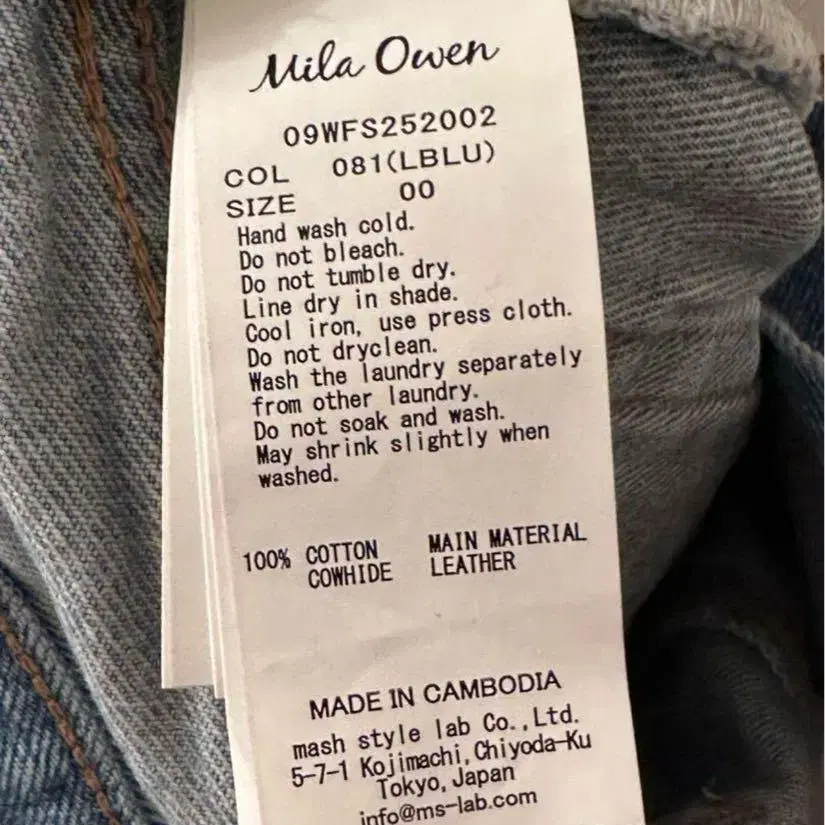 Mila Owen
09WFS252002
COL 081(LBLU)
SIZE 00
Hand wash cold.
Do not bleach.
Do not tumble dry.
Line dry in shade.
Cool iron, use press cloth.
Do not dryclean.
Wash the laundry separately
from other laundry.
Do not soak and wash.
May shrink slightly when
washed.
100% COTTON MAIN MATERIAL
COWHIDE LEATHER
MADE IN CAMBODIA
mash style lab Co.,Ltd.
5-7-1 Kojimachi,Chiyoda-Ku
Tokyo,Japan
info@ms-lab.com